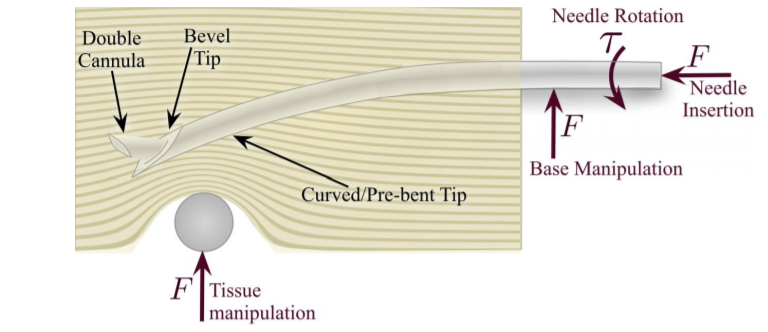 Needle Rotation
Double
Cannula
Bevel
Tip
τ
F
Needle
Insertion
F
Base Manipulation
Curved/Pre-bent Tip
F
Tissue
manipulation